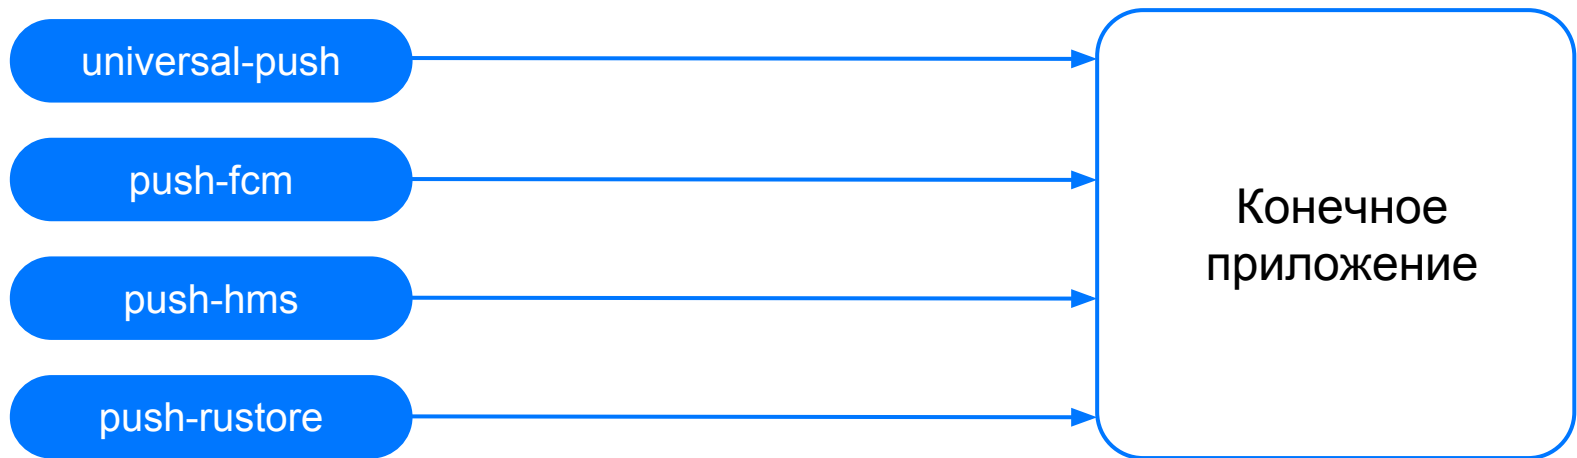 universal-push
push-fcm
push-hms
push-rustore
Конечное
приложение